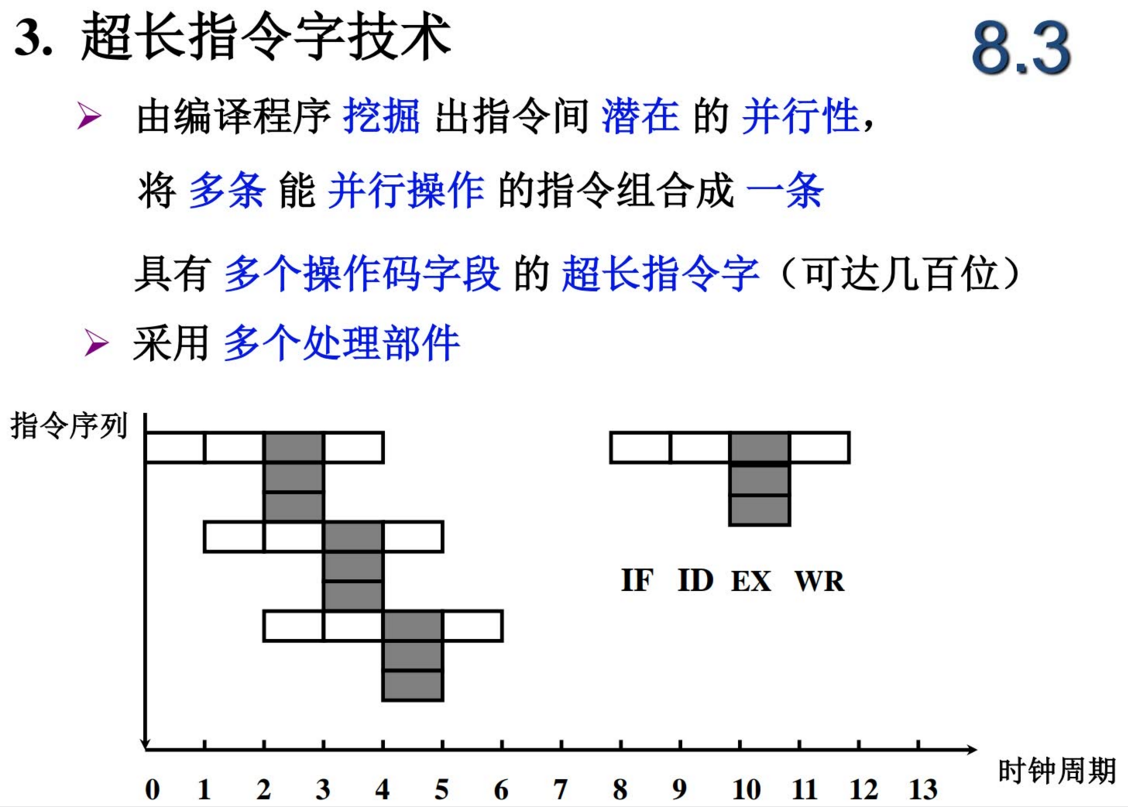 3. 超长指令字技术
8.3
➢ 由编译程序 挖掘 出指令间 潜在 的 并行性，
将 多条 能 并行操作 的指令组合成 一条
具有 多个操作码字段 的 超长指令字（可达几百位）
➢ 采用 多个处理部件
指令序列
IF ID EX WR
0 1 2 3 4 5 6 7 8 9 10 11 12 13
时钟周期